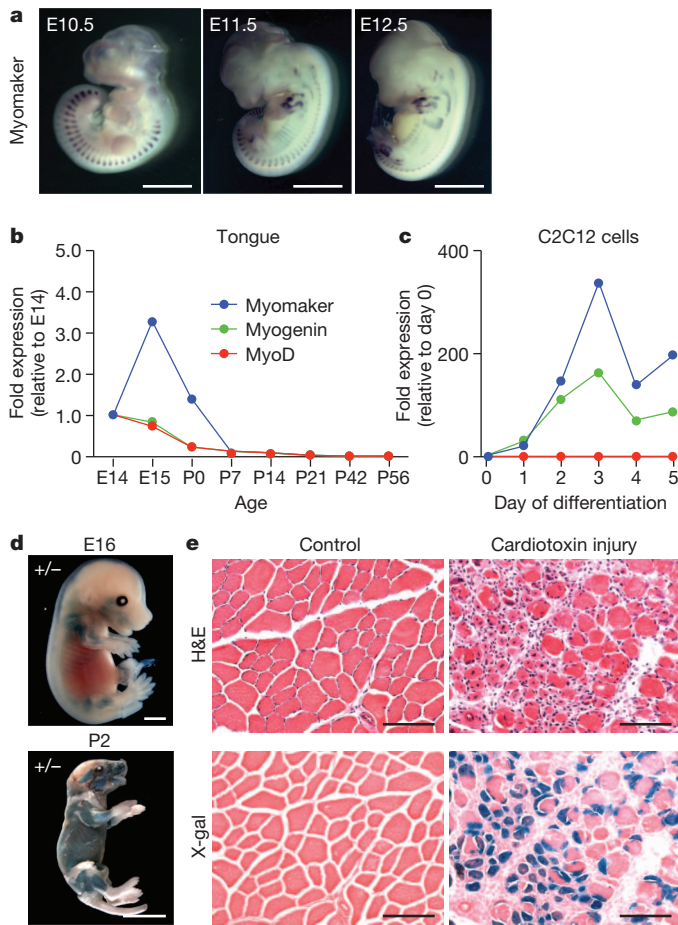 a
E10.5
E11.5
E12.5
Myomaker
b
Tongue
Fold expression
(relative to E14)
5.0
4.0
3.0
2.0
1.0
0
Myomaker
Myogenin
MyoD
E14 E15 P0 P7 P14 P21 P42 P56
Age
c
C2C12 cells
Fold expression
(relative to day 0)
400
200
0
0 1 2 3 4 5
Day of differentiation
d
E16
+/–
P2
+/–
e
Control
Cardiotoxin injury
H&E
X-gal